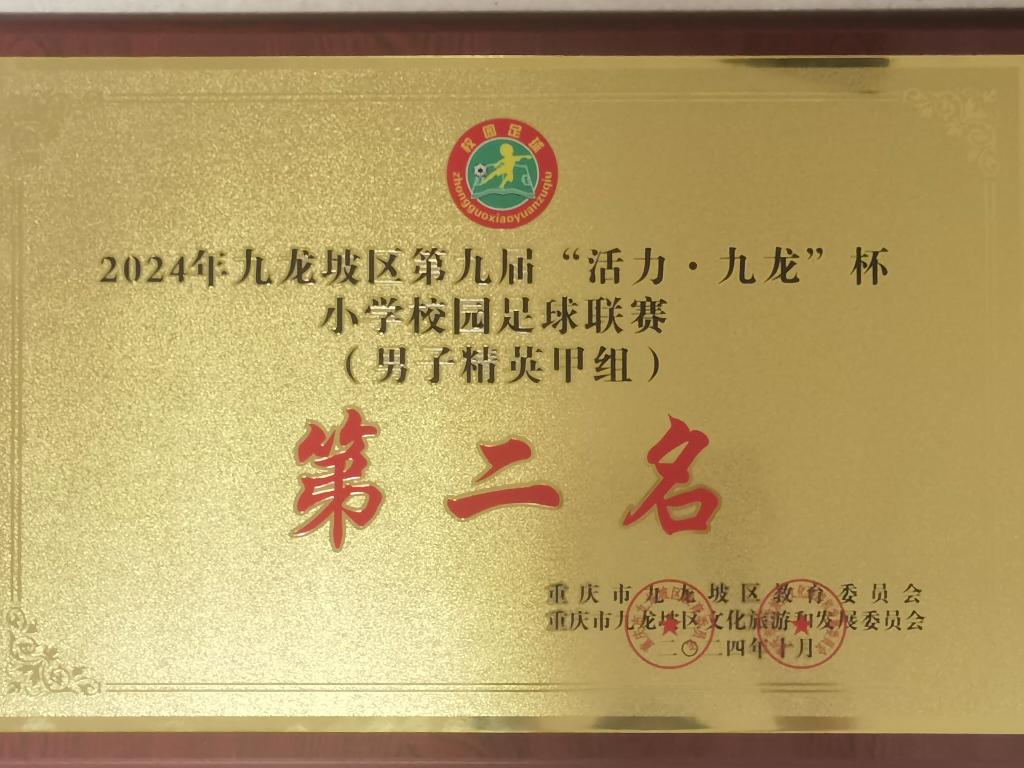 校园足球
zhongguoxiaoyuanzuqiu
2024年九龙坡区第九届“活力·九龙”杯
小学校园足球联赛
（男子精英甲组）
第二名
重庆市九龙坡区教育委员会
重庆市九龙坡区文化旅游和发展委员会
二〇二四年十月